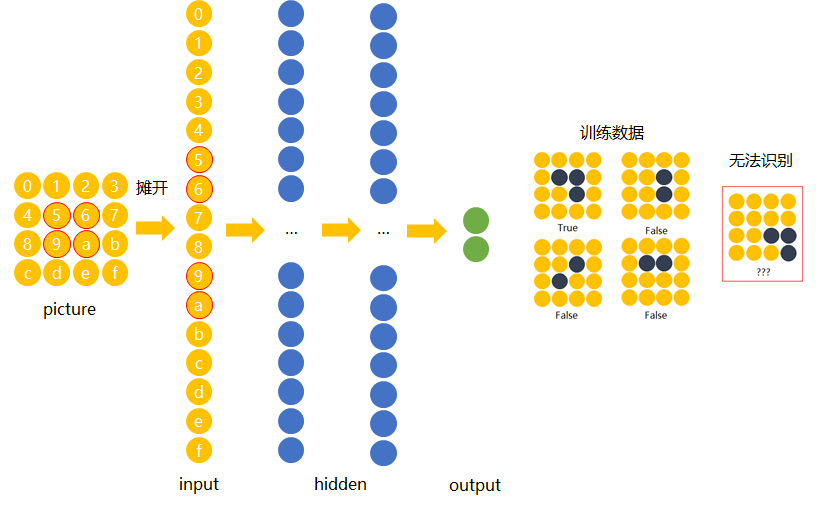 0 1 2 3
4 5 6 7
8 9 a b
c d e f
picture
摊开
0
1
2
3
4
5
6
7
8
9
a
b
c
d
e
f
input
...
...
hidden
output
训练数据
True
False
False
False
无法识别
???